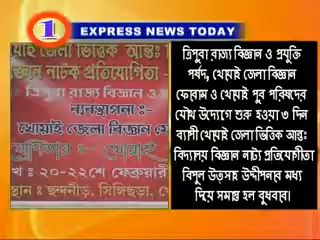 1 EXPRESS NEWS TODAY
য়াই জেলা ভিত্তিক আন্তঃ বি
জ্ঞান নাটক প্রতিযোগিতা -
ঃ ত্রিপুরা রাজ্য বিজ্ঞান ও
ব্যবস্থাপনা :-
খোয়াই জেলা বিজ্ঞান ফো
খ : ২০-২২শে ফেব্রুয়ারী
স্থান : ছন্দনীড়, সিঙ্গিছড়া,
ত্রিপুরা রাজ্য বিজ্ঞান ও প্রযুক্তি
পর্ষদ, খোয়াই জেলা বিজ্ঞান
ফোরাম ও খোয়াই পুর পরিষদের
যৌথ উদ্যোগে শুরু হওয়া ৩ দিন
ব্যাপী খোয়াই জেলা ভিত্তিক আন্তঃ
বিদ্যালয় বিজ্ঞান নাট্য প্রতিযোগীতা
বিপুল উত্সাহ উদ্দীপনার মধ্য
দিয়ে সমাপ্ত হল বুধবার।